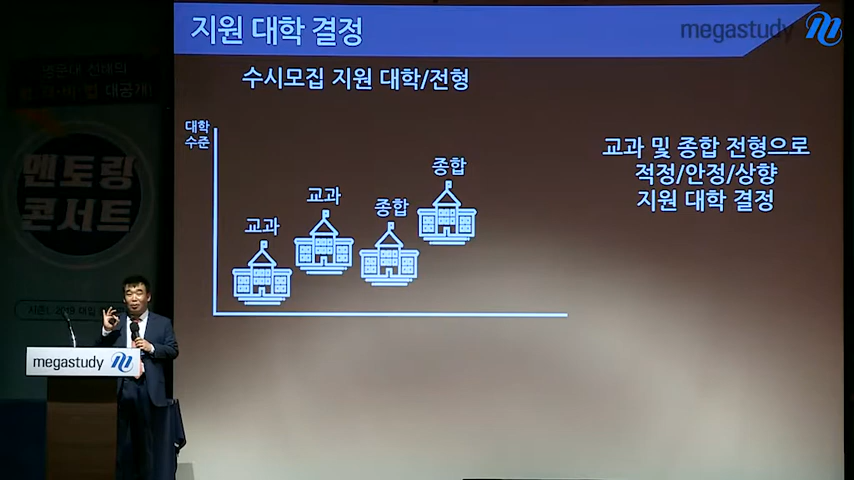 지원 대학 결정
megastudy
수시모집 지원 대학/전형
대학
수준
교과
교과
종합
종합
교과 및 종합 전형으로
적정/안정/상향
지원 대학 결정
대공개!
멘토링
콘서트
megastudy